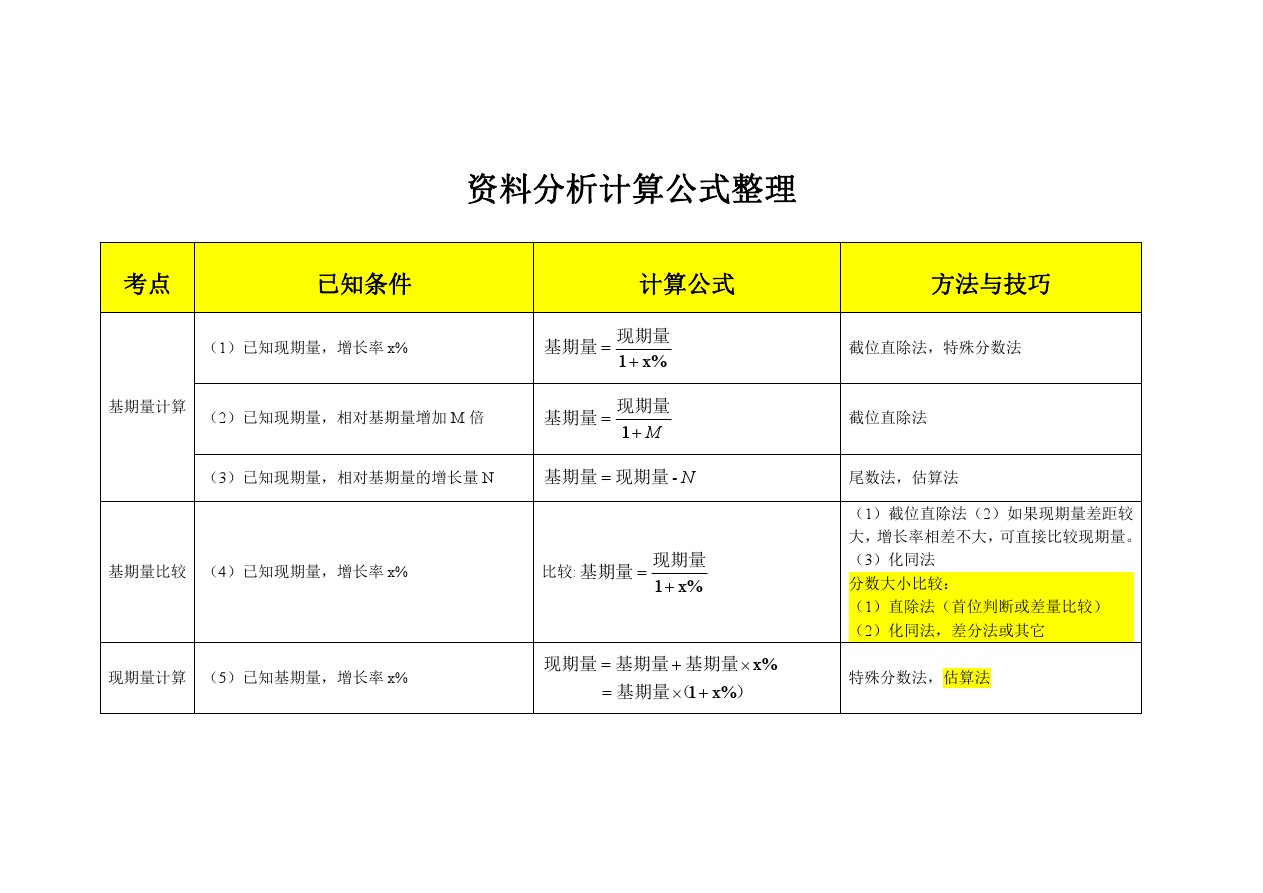 资料分析计算公式整理
考点 已知条件 计算公式 方法与技巧
基期量计算
（1）已知现期量，增长率 x%
基期量 = 现期量
1+ x%
截位直除法，特殊分数法
（2）已知现期量，相对基期量增加 M 倍
基期量 = 现期量
1+ M
截位直除法
（3）已知现期量，相对基期量的增长量 N
基期量 = 现期量 - N
尾数法，估算法
基期量比较
（4）已知现期量，增长率 x%
比较: 基期量 = 现期量
1+ x%
（1）截位直除法（2）如果现期量差距较
大，增长率相差不大，可直接比较现期量。
（3）化同法
分数大小比较：
（1）直除法（首位判断或差量比较）
（2）化同法，差分法或其它
现期量计算
（5）已知基期量，增长率 x%
现期量 = 基期量 + 基期量 × x%
= 基期量 ×（1+ x%）
特殊分数法，估算法